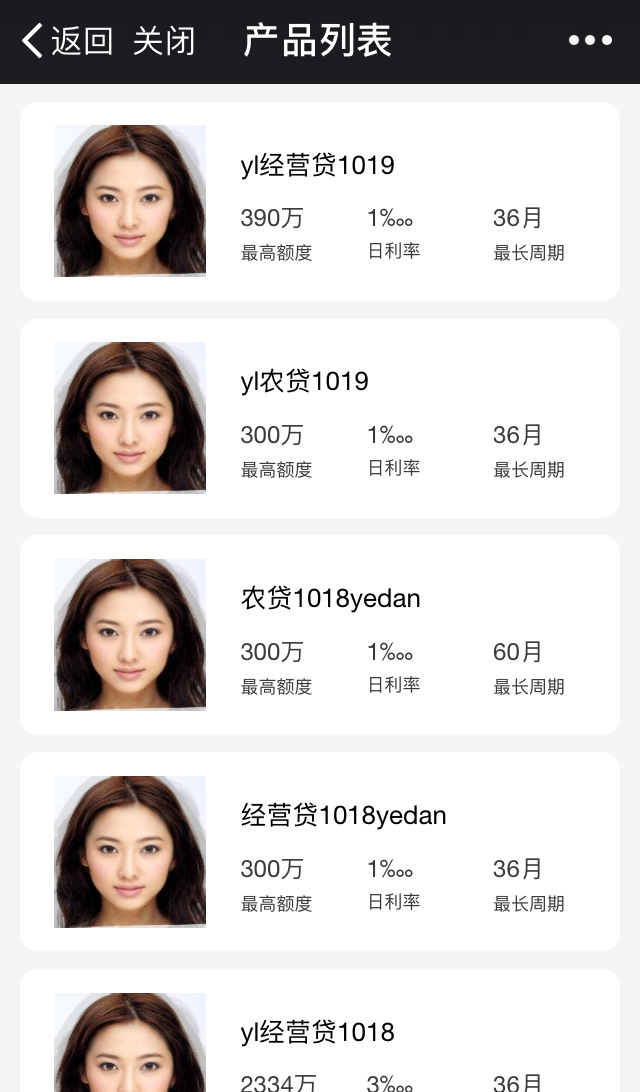 返回 关闭 产品列表
yl经营贷1019
390万 1‱ 36月
最高额度 日利率 最长周期
yl农贷1019
300万 1‱ 36月
最高额度 日利率 最长周期
农贷1018yedan
300万 1‱ 60月
最高额度 日利率 最长周期
经营贷1018yedan
300万 1‱ 36月
最高额度 日利率 最长周期
yl经营贷1018
2334万 3‱ 36月